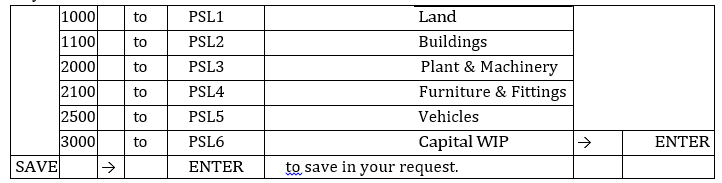 1000 to PSL1 Land
1100 to PSL2 Buildings
2000 to PSL3 Plant & Machinery
2100 to PSL4 Furniture & Fittings
2500 to PSL5 Vehicles
3000 to PSL6 Capital WIP → ENTER
SAVE → ENTER to save in your request.